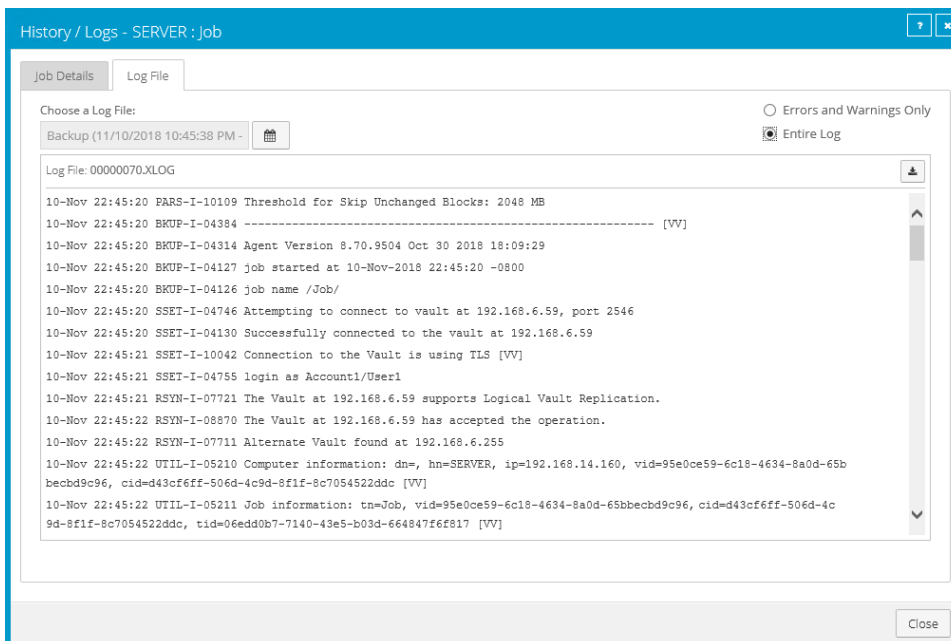 History / Logs - SERVER : Job
?
×
Job Details
Log File
Choose a Log File:
Errors and Warnings Only
Backup (11/10/2018 10:45:38 PM -
Entire Log
Log File: 00000070.XLOG
10-Nov 22:45:20 PARS-I-10109 Threshold for Skip Unchanged Blocks: 2048 MB
10-Nov 22:45:20 BKUP-I-04384 --------------------------------------------------------------- [VV]
10-Nov 22:45:20 BKUP-I-04314 Agent Version 8.70.9504 Oct 30 2018 18:09:29
10-Nov 22:45:20 BKUP-I-04127 job started at 10-Nov-2018 22:45:20 -0800
10-Nov 22:45:20 BKUP-I-04126 job name /Job/
10-Nov 22:45:20 SSET-I-04746 Attempting to connect to vault at 192.168.6.59, port 2546
10-Nov 22:45:20 SSET-I-04130 Successfully connected to the vault at 192.168.6.59
10-Nov 22:45:21 SSET-I-10042 Connection to the Vault is using TLS [VV]
10-Nov 22:45:21 SSET-I-04755 login as Account1/User1
10-Nov 22:45:21 RSYN-I-07721 The Vault at 192.168.6.59 supports Logical Vault Replication.
10-Nov 22:45:22 RSYN-I-08870 The Vault at 192.168.6.59 has accepted the operation.
10-Nov 22:45:22 RSYN-I-07711 Alternate Vault found at 192.168.6.255
10-Nov 22:45:22 UTIL-I-05210 Computer information: dn=, hn=SERVER, ip=192.168.14.160, vid=95e0ce59-6c18-4634-8a0d-65b
becbd9c96, cid=d43cf6ff-506d-4c9d-8f1f-8c7054522ddc [VV]
10-Nov 22:45:22 UTIL-I-05211 Job information: tn=Job, vid=95e0ce59-6c18-4634-8a0d-65bbecbd9c96, cid=d43cf6ff-506d-4c
9d-8f1f-8c7054522ddc, tid=06edd0b7-7140-43e5-b03d-664847f6f817 [VV]
Close